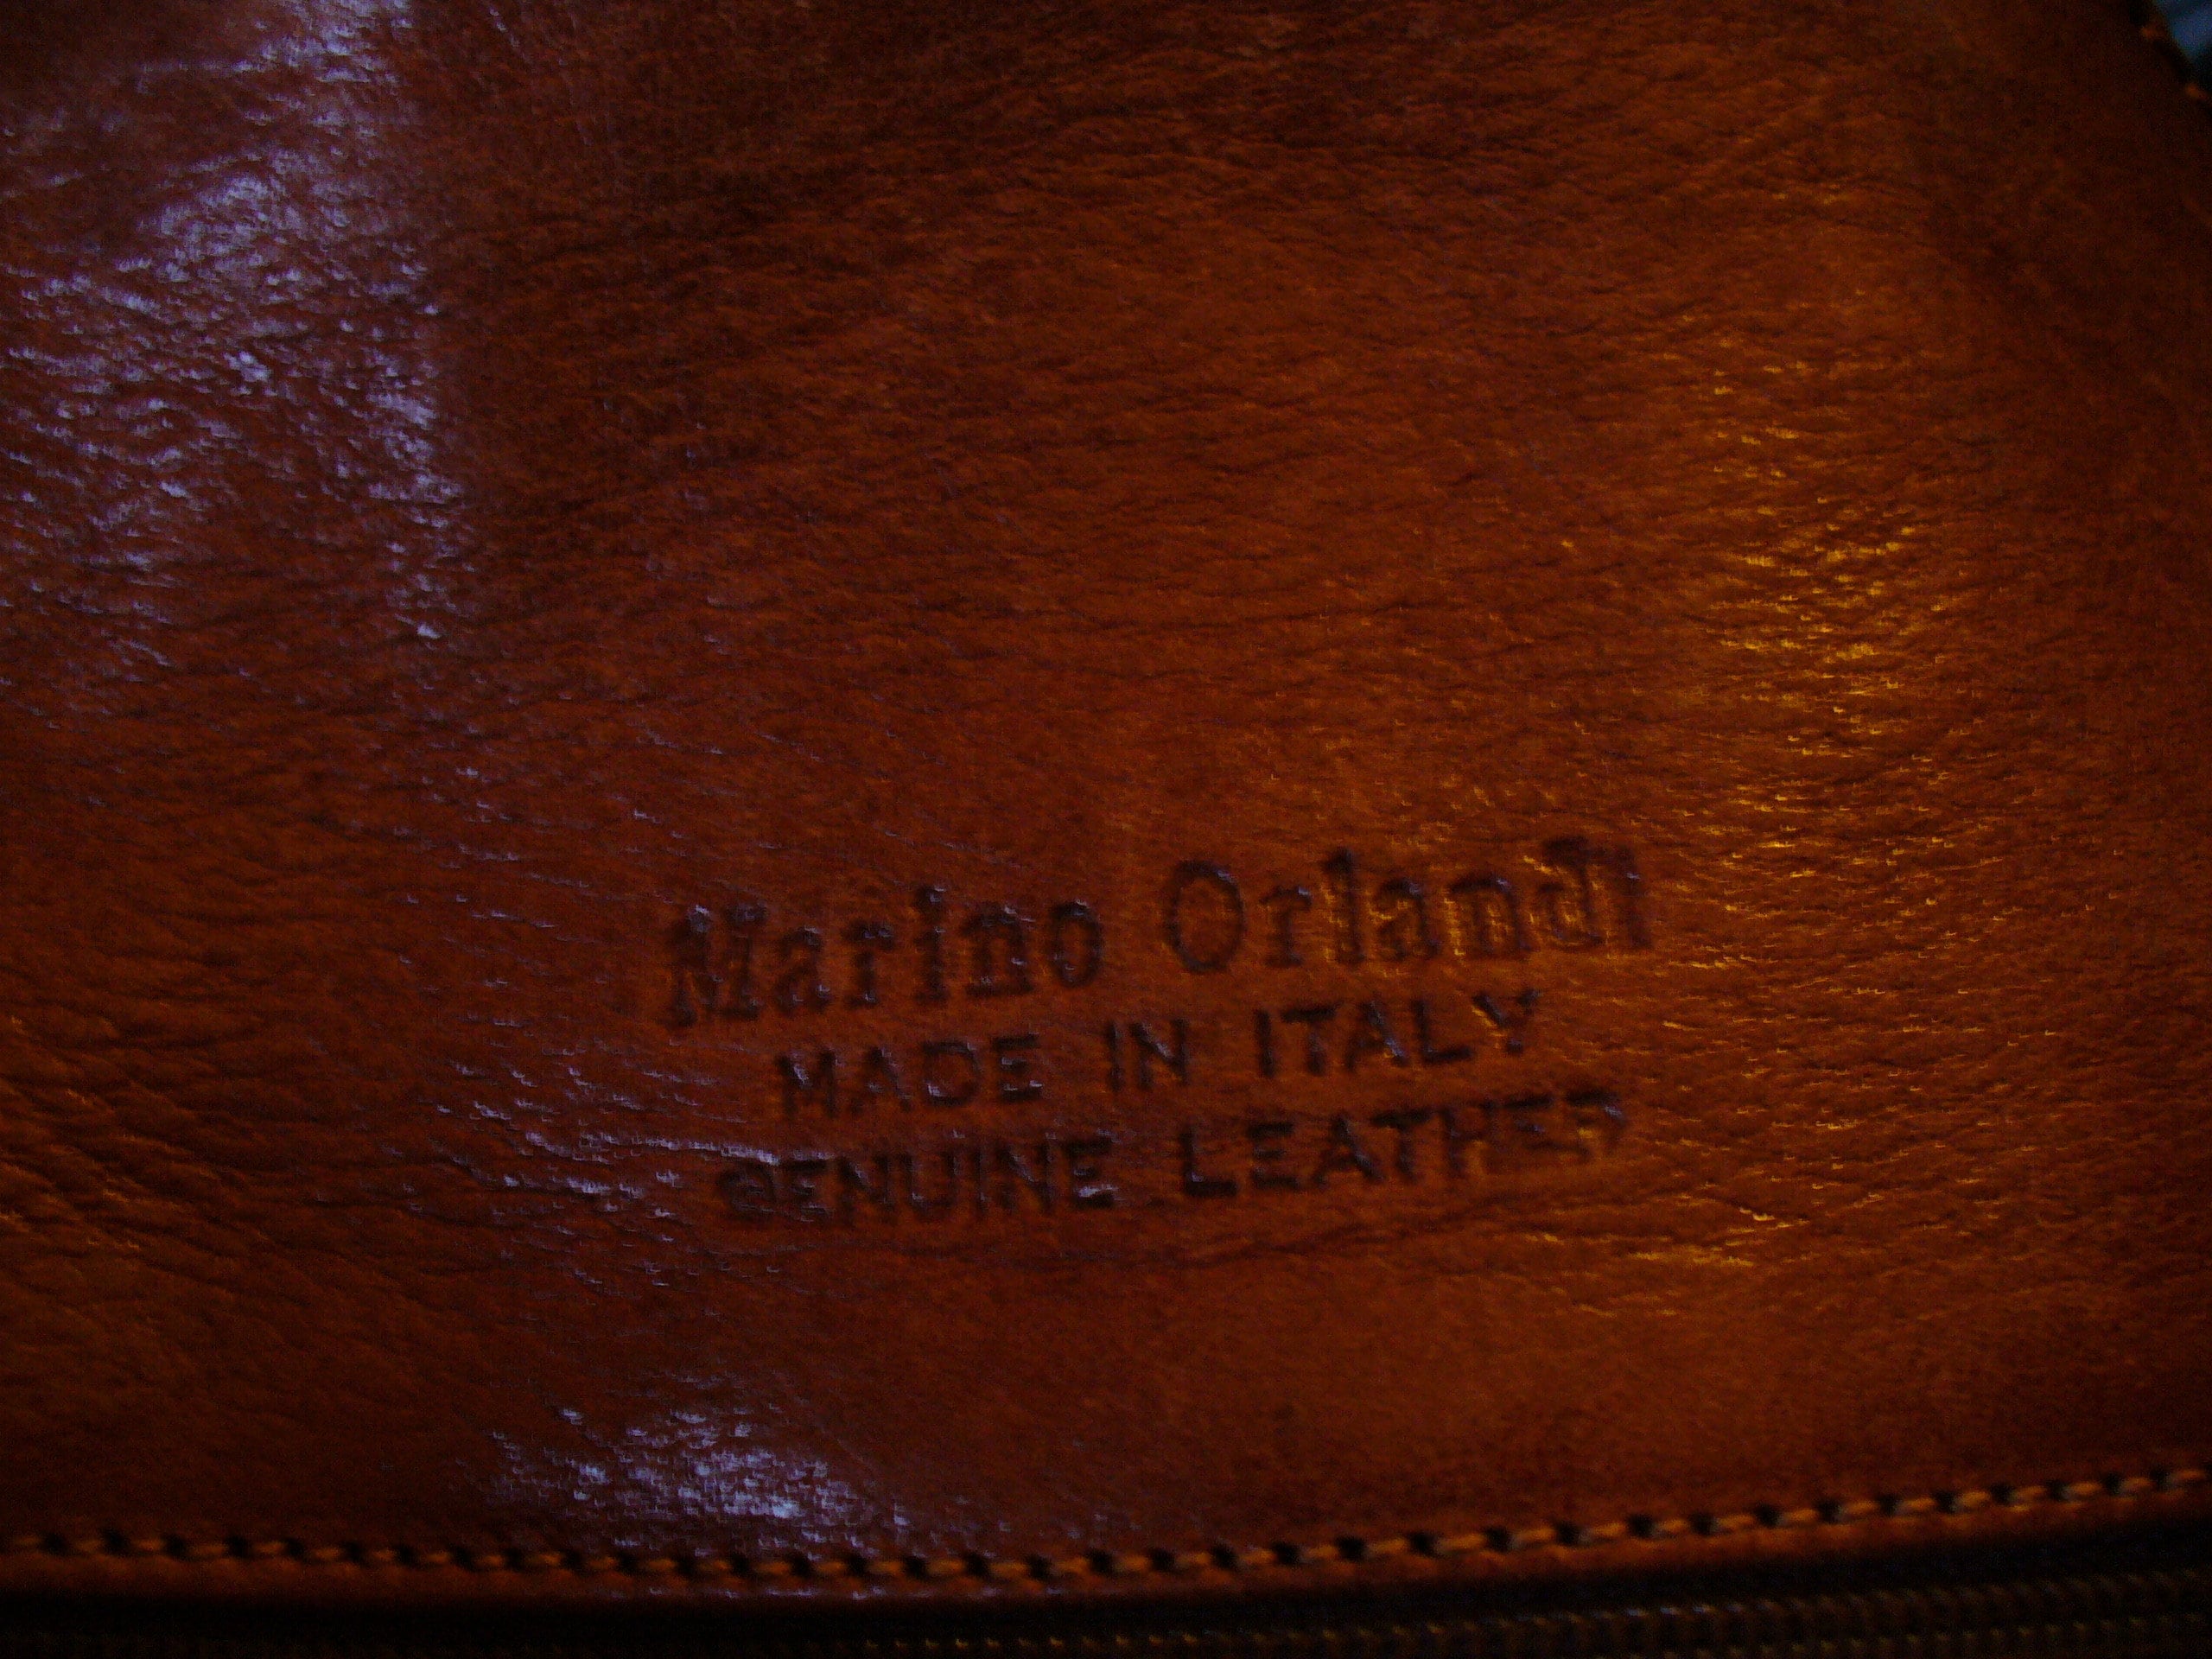 Marino Orlandi
MADE IN ITALY
GENUINE LEATHER